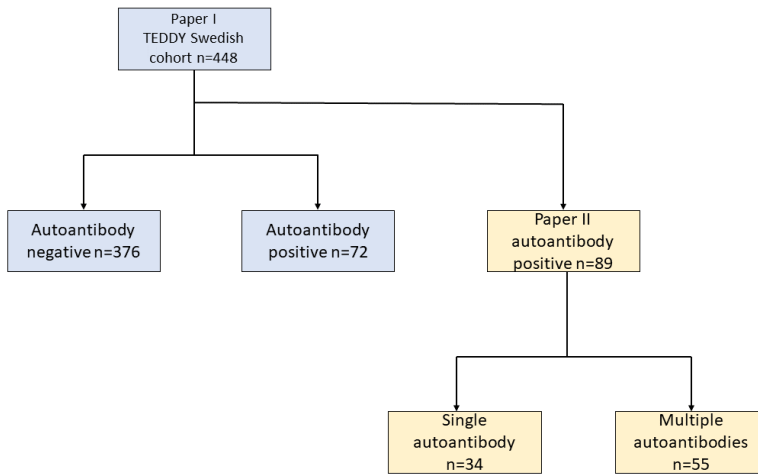 Paper I
TEDDY Swedish
cohort n=448
Autoantibody
negative n=376
Autoantibody
positive n=72
Paper II
autoantibody
positive n=89
Single
autoantibody
n=34
Multiple
autoantibodies
n=55